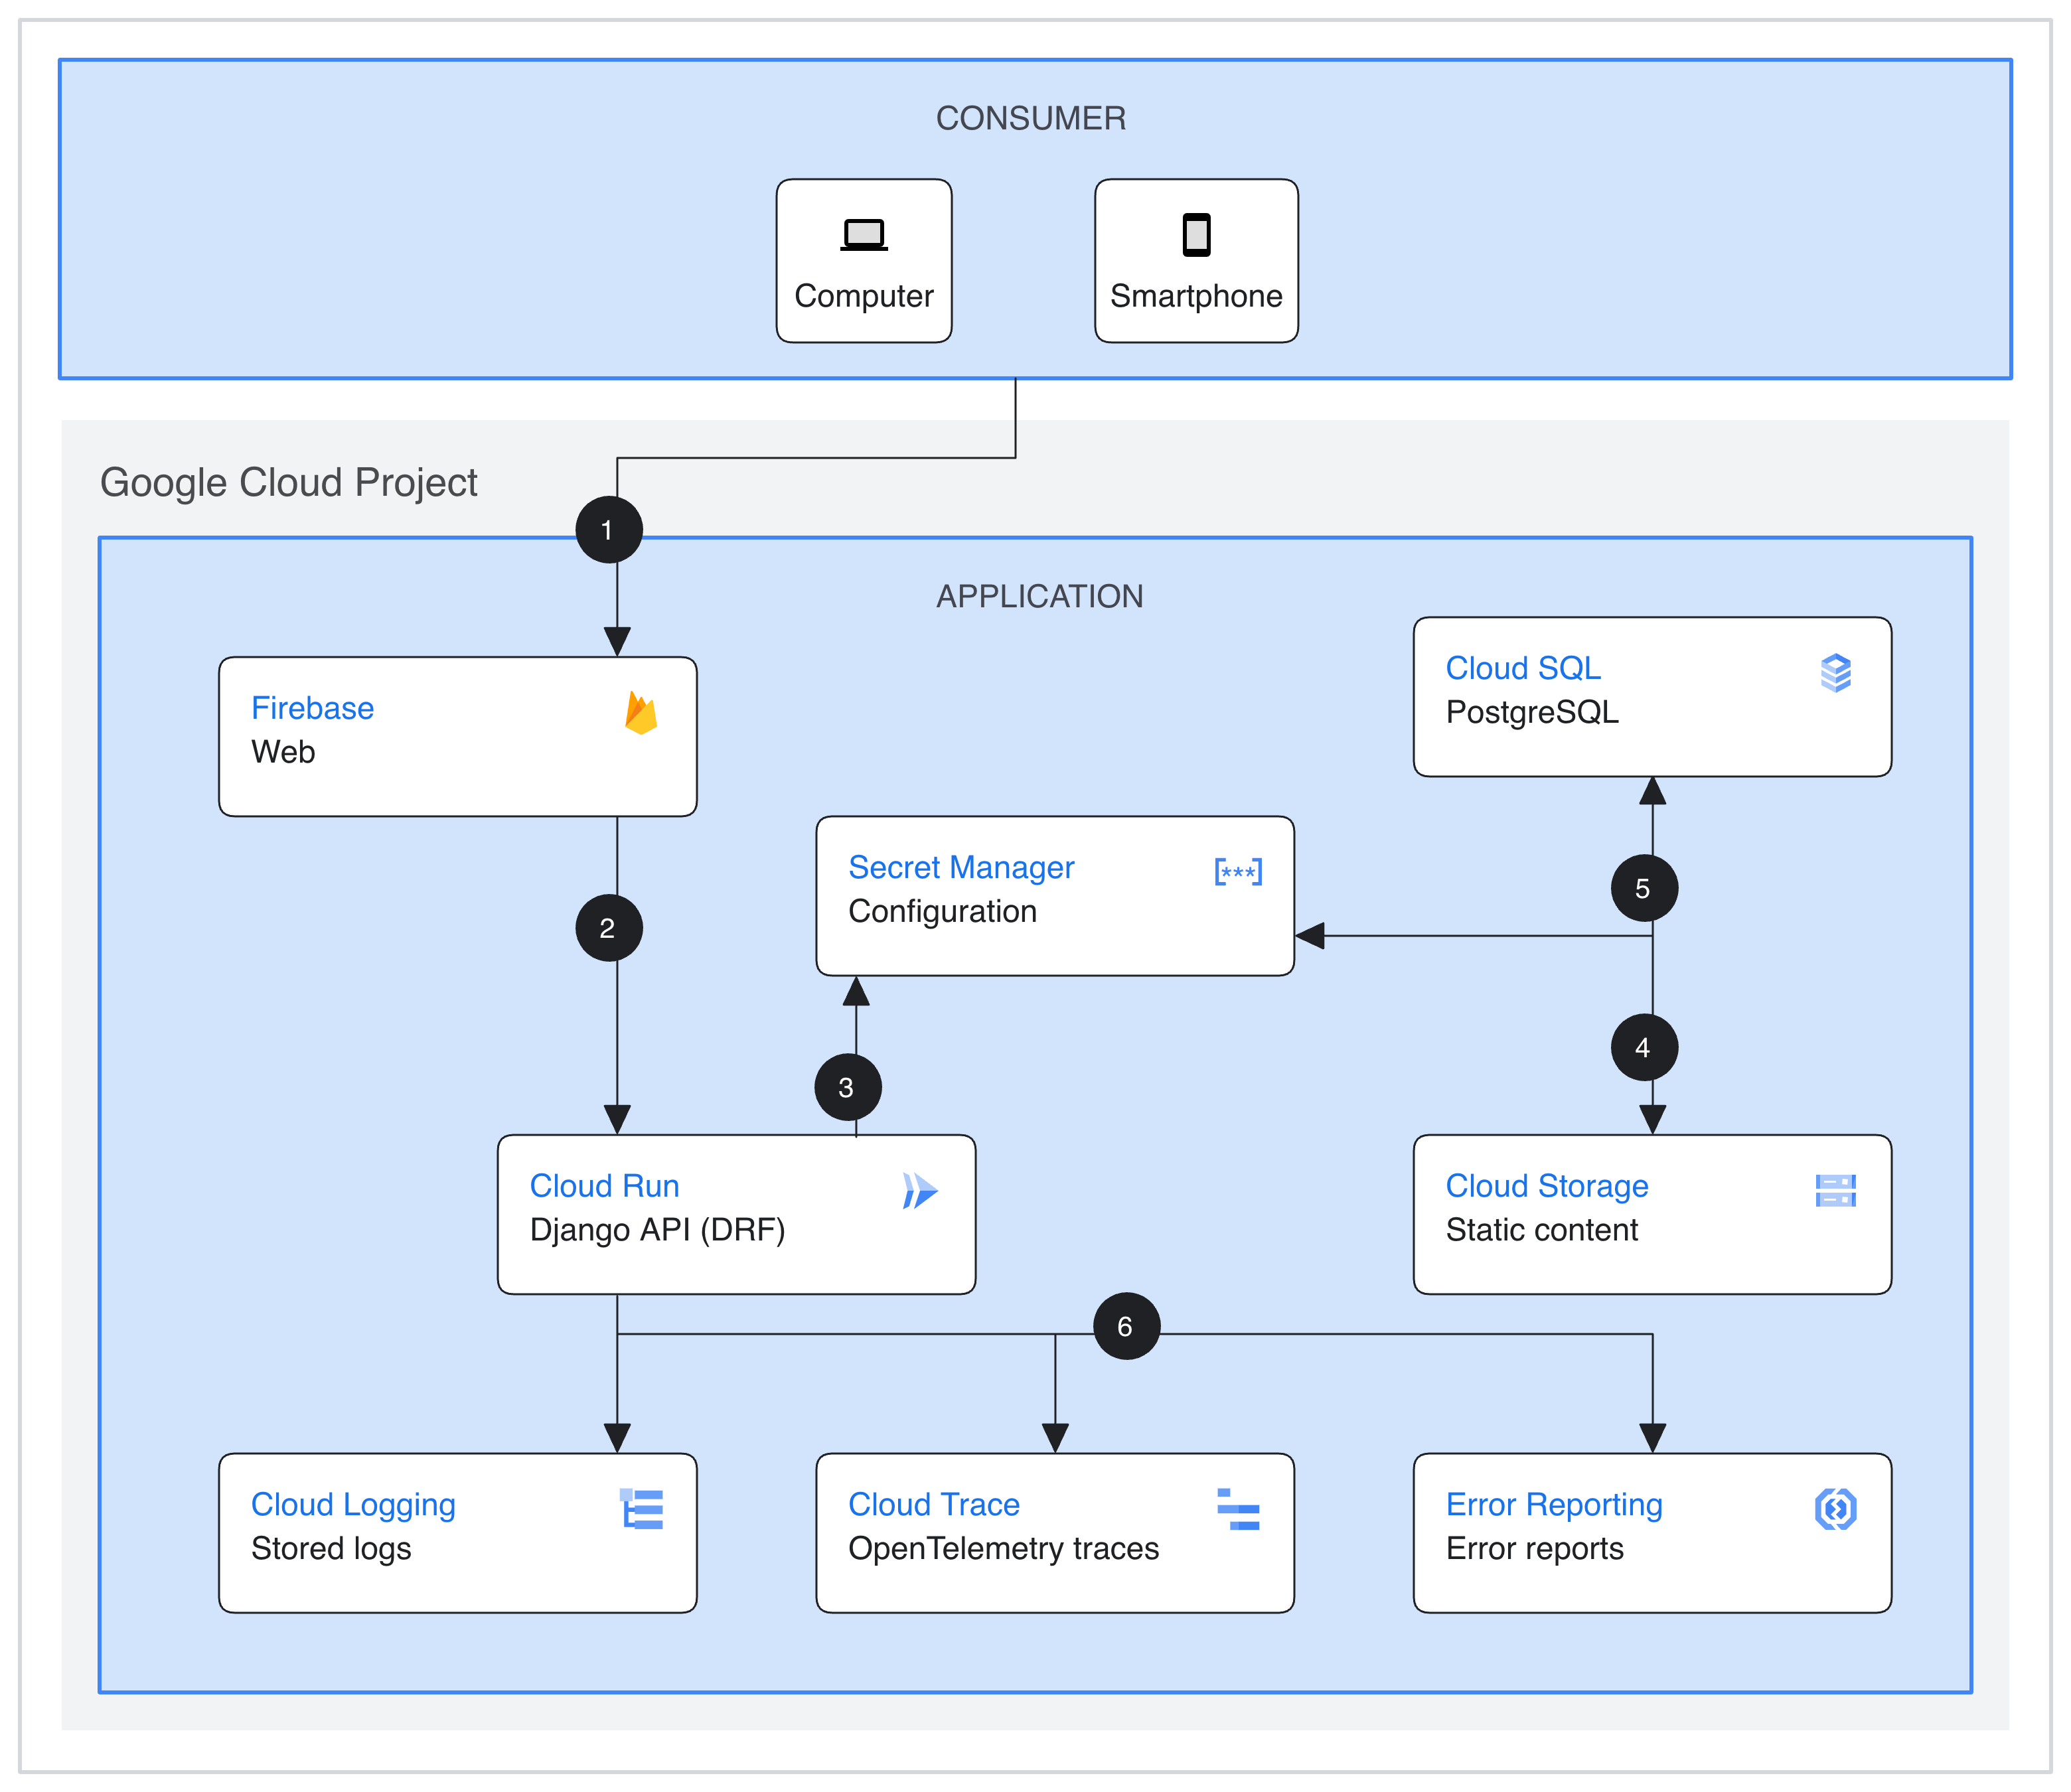 CONSUMER
Computer
Smartphone
Google Cloud Project
1
APPLICATION
Cloud SQL
PostgreSQL
Firebase
Web
Secret Manager
[***]
Configuration
5
2
4
3
Cloud Run
Django API (DRF)
Cloud Storage
Static content
6
Cloud Logging
Stored logs
Cloud Trace
OpenTelemetry traces
Error Reporting
Error reports